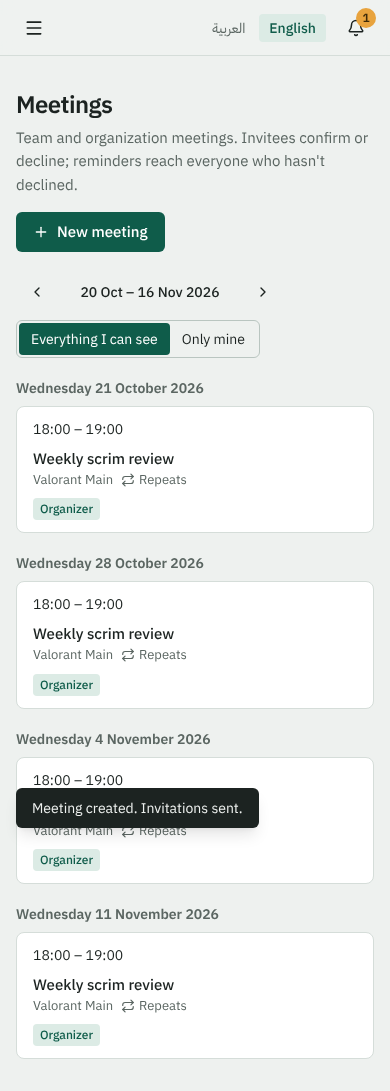 العربية
English
1
Meetings
Team and organization meetings. Invitees confirm or
decline; reminders reach everyone who hasn't
declined.
+ New meeting
20 Oct – 16 Nov 2026
Everything I can see
Only mine
Wednesday 21 October 2026
18:00 – 19:00
Weekly scrim review
Valorant Main Repeats
Organizer
Wednesday 28 October 2026
18:00 – 19:00
Weekly scrim review
Valorant Main Repeats
Organizer
Wednesday 4 November 2026
18:00 – 19:00
Meeting created. Invitations sent.
Valorant Main Repeats
Organizer
Wednesday 11 November 2026
18:00 – 19:00
Weekly scrim review
Valorant Main Repeats
Organizer